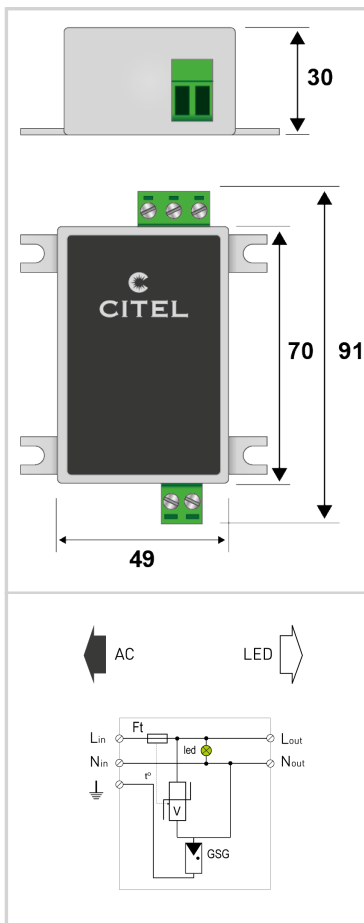 30
CITEL
70
91
49
AC
LED
Ft
Lin
Lout
led
Nin
Nout
t°
V
GSG